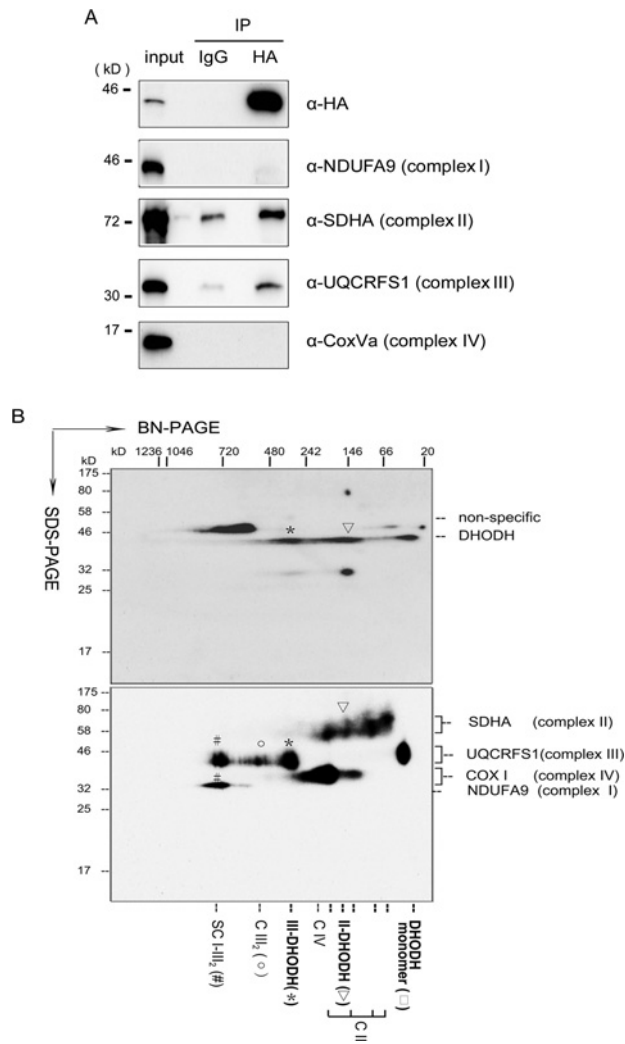 A
IP
input IgG HA
( kD )
46 α-HA
46 α-NDUFA9 (complex I)
72 α-SDHA (complex II)
30 α-UQCRFS1 (complex III)
17 α-CoxVa (complex IV)
B
BN-PAGE
SDS-PAGE
kD 1236 1046 720 480 242 146 66 20
kD
175
80
58
46
32
25
17
* ▽
non-specific
DHODH
175
80
58
46
32
25
17
# ○ * ▽
#
SDHA (complex II)
UQCRFS1(complex III)
COX I (complex IV)
NDUFA9 (complex I)
SC I-III₂ (#)
C III₂ ( ○ )
III-DHODH( * )
C IV
II-DHODH ( ▽ )
C II
DHODH
monomer ( □ )